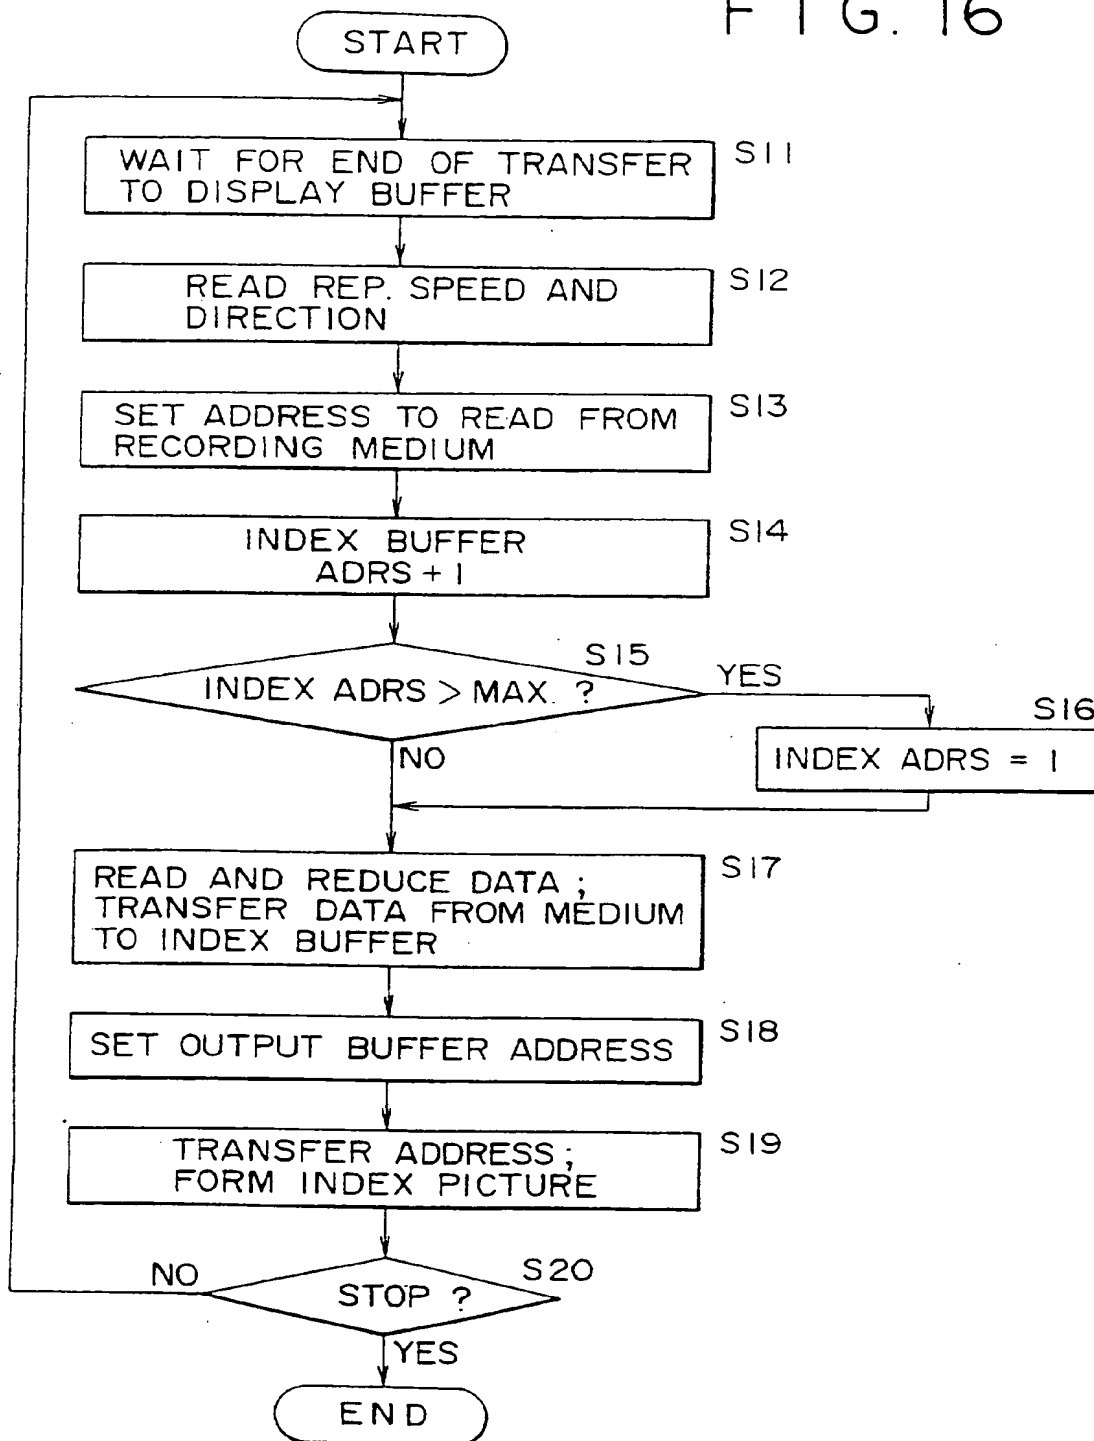 FIG. 16
START
WAIT FOR END OF TRANSFER
TO DISPLAY BUFFER
S11
READ REP. SPEED AND
DIRECTION
S12
SET ADDRESS TO READ FROM
RECORDING MEDIUM
S13
INDEX BUFFER
ADRS + 1
S14
S15
INDEX ADRS > MAX. ?
YES
NO
S16
INDEX ADRS = 1
READ AND REDUCE DATA ;
TRANSFER DATA FROM MEDIUM
TO INDEX BUFFER
S17
SET OUTPUT BUFFER ADDRESS
S18
TRANSFER ADDRESS ;
FORM INDEX PICTURE
S19
NO
S20
STOP ?
YES
END